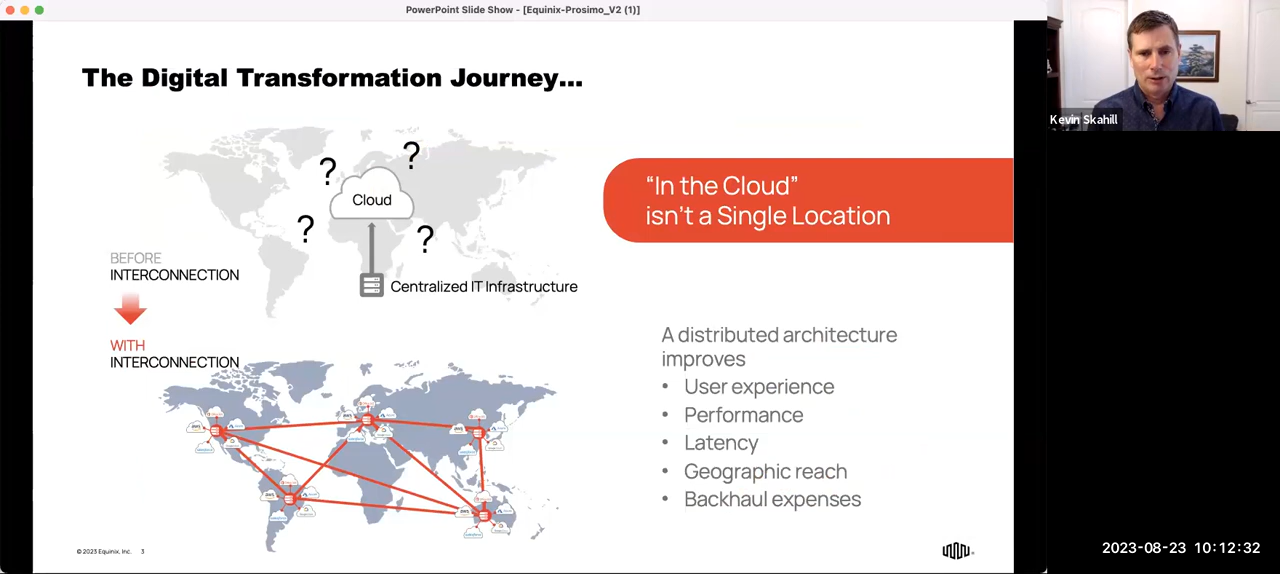 PowerPoint Slide Show - [Equinix-Prosimo_V2 (1)]
The Digital Transformation Journey...
?
?
Cloud
?
?
BEFORE
INTERCONNECTION
Centralized IT Infrastructure
WITH
INTERCONNECTION
“In the Cloud”
isn’t a Single Location
A distributed architecture
improves
• User experience
• Performance
• Latency
• Geographic reach
• Backhaul expenses
© 2023 Equinix, Inc. 3
Kevin Skahill
2023-08-23 10:12:32